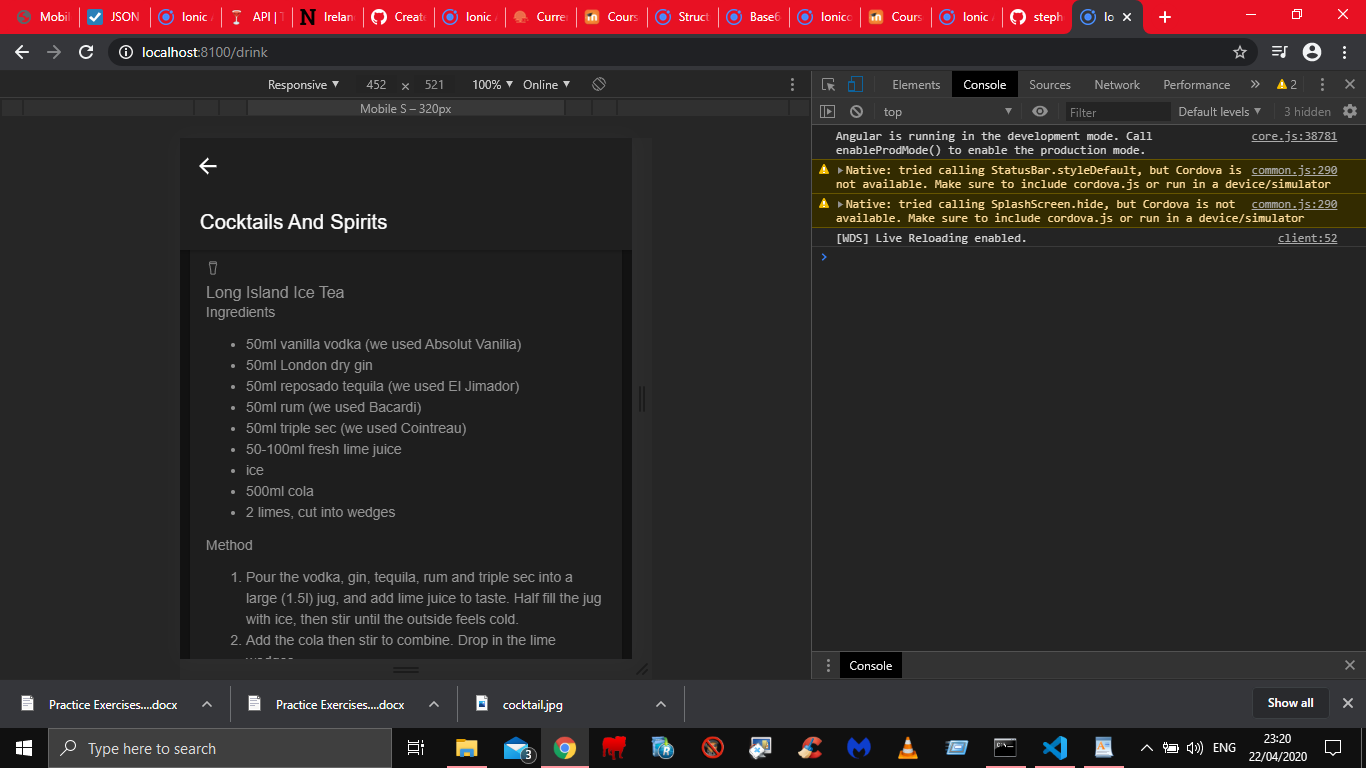 Mobil
JSON
Ionic A
API | T
Irelan
Create
Ionic A
Curre
Cours
Struct
Base6
Ionico
Cours
Ionic A
steph
Io
localhost:8100/drink
Responsive ▼ 452 × 521 100% ▼ Online ▼
Mobile S – 320px
Cocktails And Spirits
Long Island Ice Tea
Ingredients
• 50ml vanilla vodka (we used Absolut Vanilia)
• 50ml London dry gin
• 50ml reposado tequila (we used El Jimador)
• 50ml rum (we used Bacardi)
• 50ml triple sec (we used Cointreau)
• 50-100ml fresh lime juice
• ice
• 500ml cola
• 2 limes, cut into wedges
Method
1. Pour the vodka, gin, tequila, rum and triple sec into a
large (1.5l) jug, and add lime juice to taste. Half fill the jug
with ice, then stir until the outside feels cold.
2. Add the cola then stir to combine. Drop in the lime
wedges
Elements Console Sources Network Performance » 2
top ▼ Filter Default levels ▼ 3 hidden
Angular is running in the development mode. Call core.js:38781
enableProdMode() to enable the production mode.
Native: tried calling StatusBar.styleDefault, but Cordova is common.js:290
not available. Make sure to include cordova.js or run in a device/simulator
Native: tried calling SplashScreen.hide, but Cordova is not common.js:290
available. Make sure to include cordova.js or run in a device/simulator
[WDS] Live Reloading enabled. client:52
Console
Practice Exercises....docx
Practice Exercises....docx
cocktail.jpg
Show all
Type here to search
3
ENG
23:20
22/04/2020